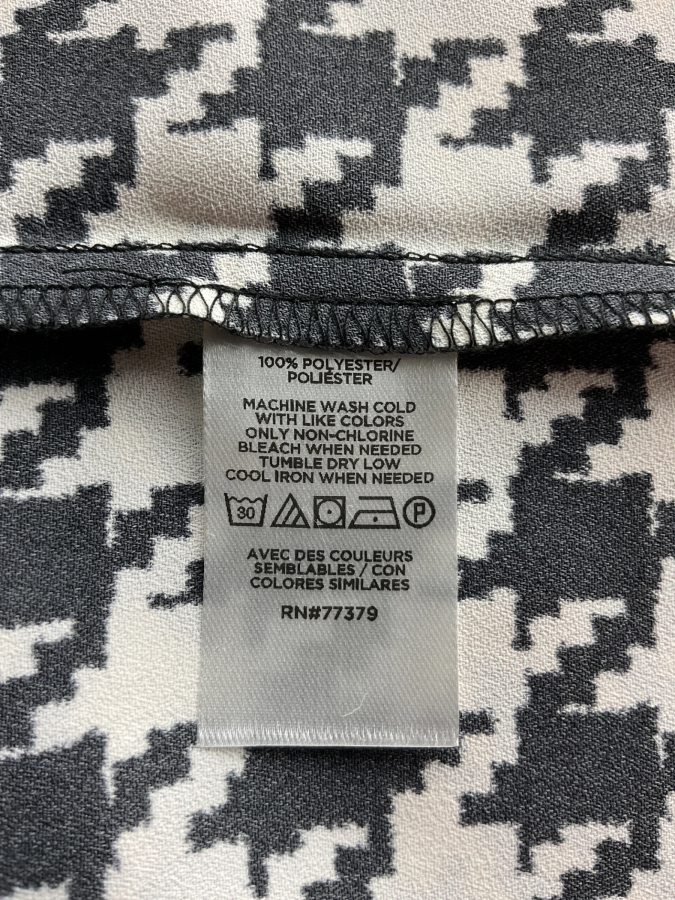 100% POLYESTER/
POLIÉSTER
MACHINE WASH COLD
WITH LIKE COLORS
ONLY NON-CHLORINE
BLEACH WHEN NEEDED
TUMBLE DRY LOW
COOL IRON WHEN NEEDED
30 P
AVEC DES COULEURS
SEMBLABLES / CON
COLORES SIMILARES
RN#77379